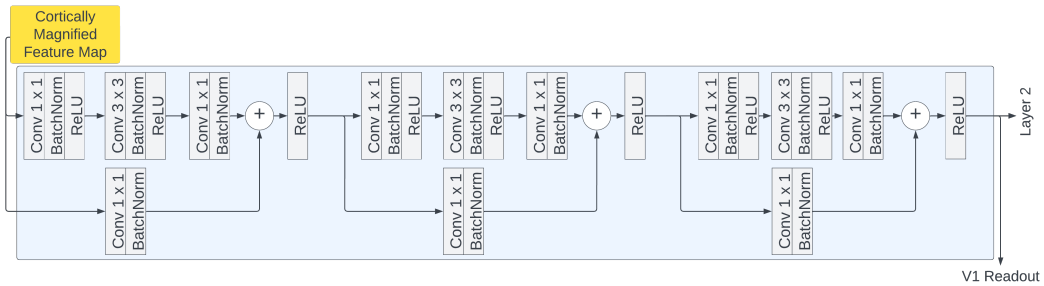 Cortically
Magnified
Feature Map
Conv 1 x 1
BatchNorm
ReLU
Conv 3 x 3
BatchNorm
ReLU
Conv 1 x 1
BatchNorm
+
ReLU
Conv 1 x 1
BatchNorm
Conv 1 x 1
BatchNorm
ReLU
Conv 3 x 3
BatchNorm
ReLU
Conv 1 x 1
BatchNorm
+
ReLU
Conv 1 x 1
BatchNorm
Conv 1 x 1
BatchNorm
ReLU
Conv 3 x 3
BatchNorm
ReLU
Conv 1 x 1
BatchNorm
+
ReLU
Conv 1 x 1
BatchNorm
Layer 2
V1 Readout